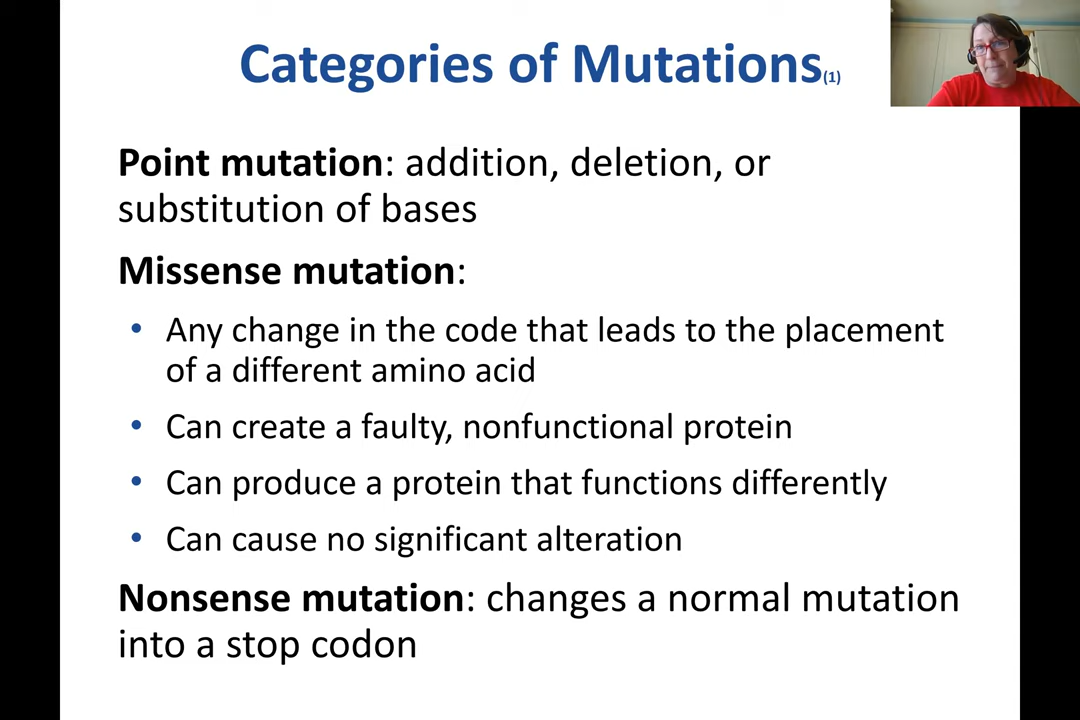 Categories of Mutations(1)
Point mutation: addition, deletion, or
substitution of bases
Missense mutation:
• Any change in the code that leads to the placement
of a different amino acid
• Can create a faulty, nonfunctional protein
• Can produce a protein that functions differently
• Can cause no significant alteration
Nonsense mutation: changes a normal mutation
into a stop codon